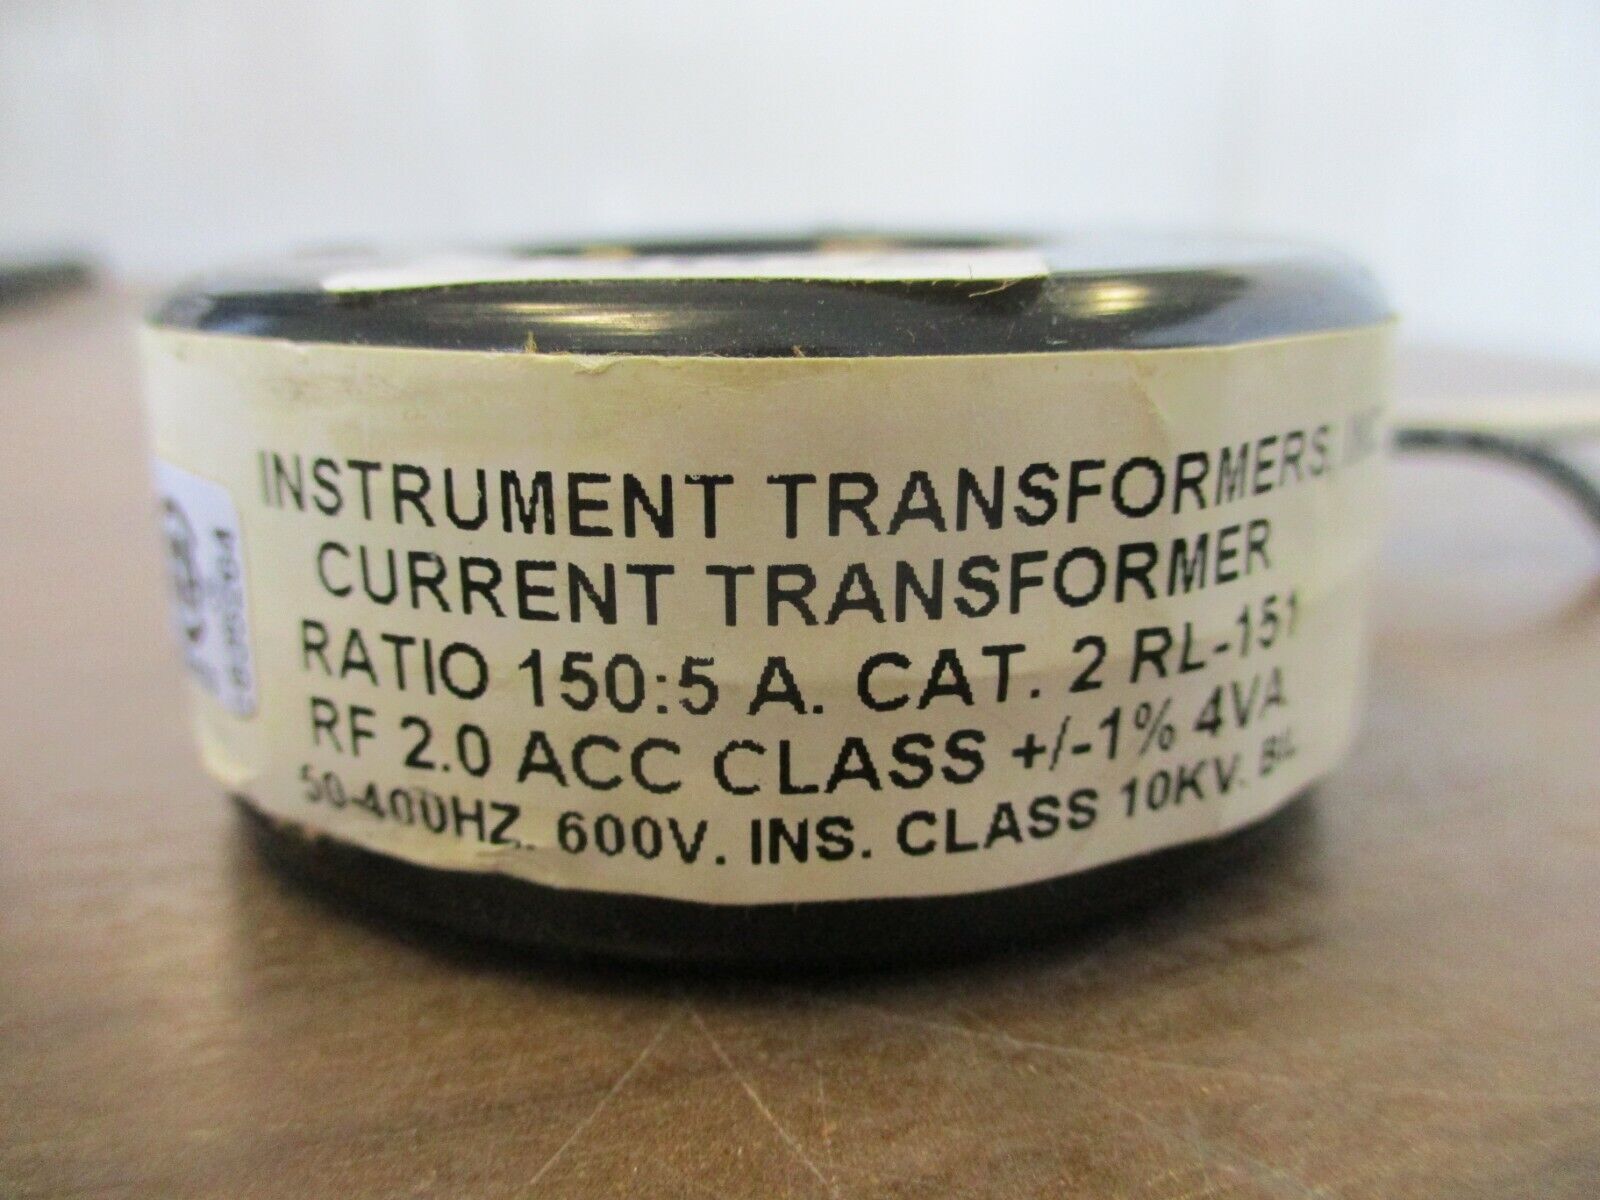 INSTRUMENT TRANSFORMERS, INC
CURRENT TRANSFORMER
RATIO 150:5 A. CAT. 2 RL-151
RF 2.0 ACC CLASS +/-1% 4VA
50-400HZ. 600V. INS. CLASS 10KV. BIL